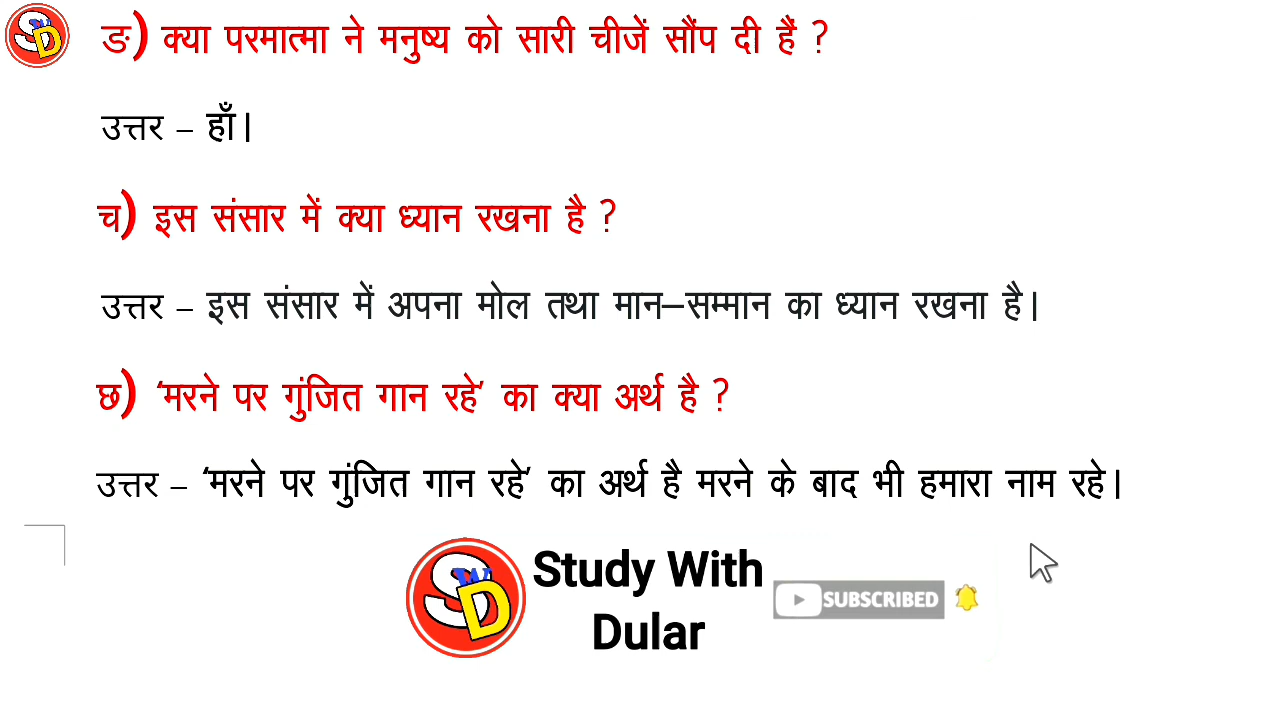 ङ) क्या परमात्मा ने मनुष्य को सारी चीजें सौंप दी हैं ?
उत्तर – हाँ।
च) इस संसार में क्या ध्यान रखना है ?
उत्तर – इस संसार में अपना मोल तथा मान–सम्मान का ध्यान रखना है।
छ) ‘मरने पर गुंजित गान रहे’ का क्या अर्थ है ?
उत्तर – ‘मरने पर गुंजित गान रहे’ का अर्थ है मरने के बाद भी हमारा नाम रहे।
SWD
Study With
Dular
SUBSCRIBED